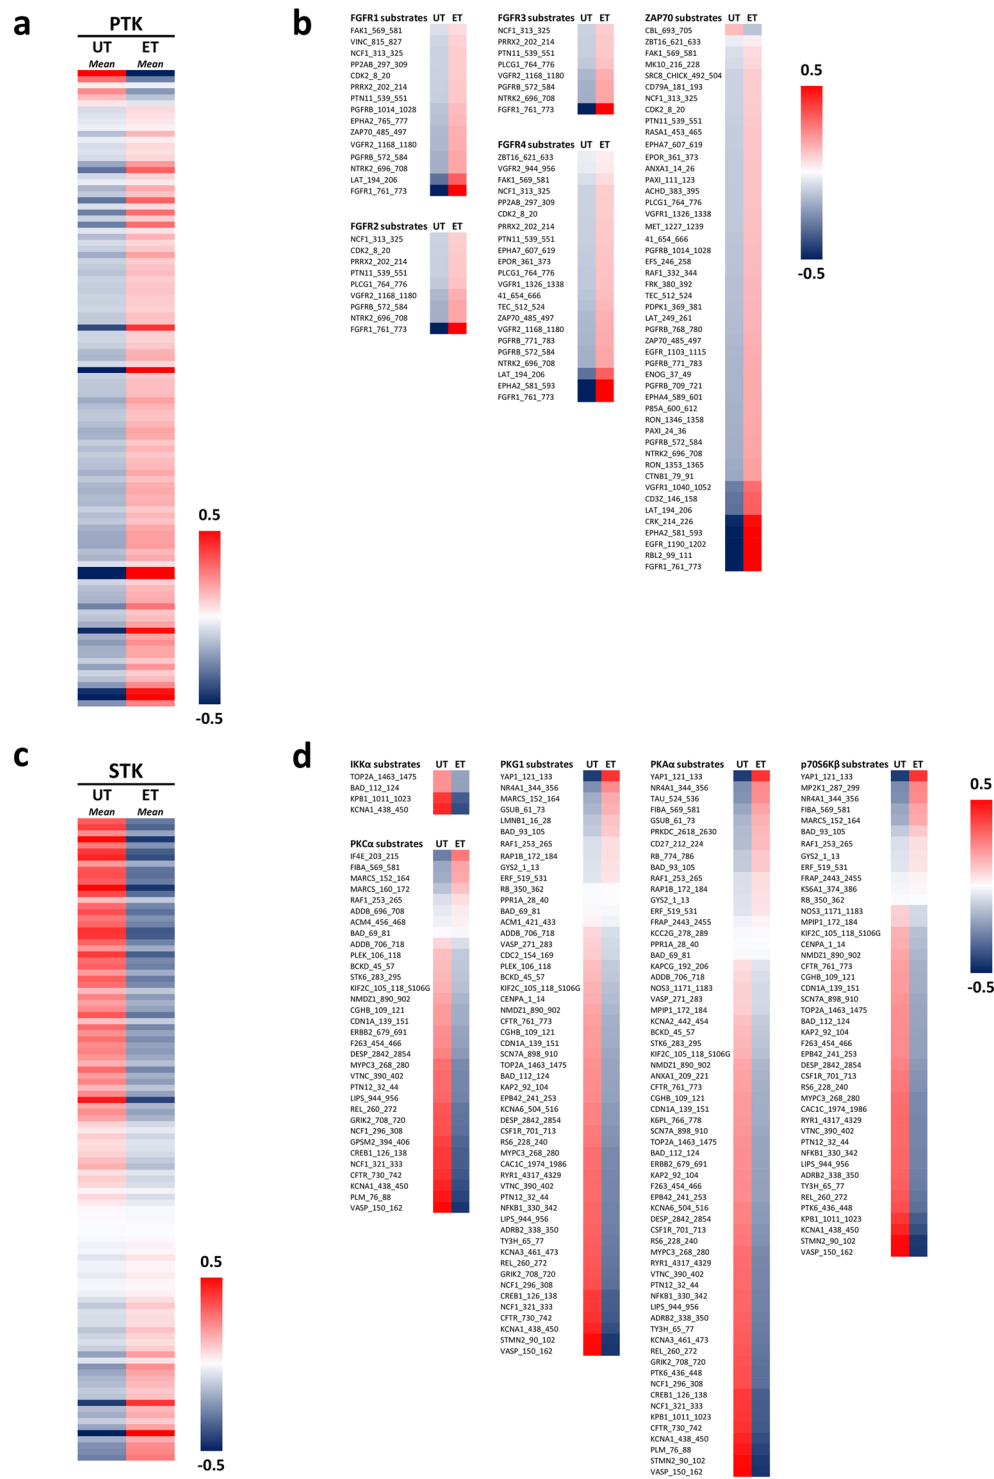 a
PTK
UT ET
Mean Mean
0.5
-0.5
b
FGFR1 substrates UT ET
FAK1_569_581
VINC_815_827
NCF1_313_325
PP2AB_297_309
CDK2_8_20
PRRX2_202_214
PTN11_539_551
PGFRB_1014_1028
EPHA2_765_777
ZAP70_485_497
VGFR2_1168_1180
PGFRB_572_584
NTRK2_696_708
LAT_194_206
FGFR1_761_773
FGFR2 substrates UT ET
NCF1_313_325
CDK2_8_20
PRRX2_202_214
PTN11_539_551
PLCG1_764_776
VGFR2_1168_1180
PGFRB_572_584
NTRK2_696_708
FGFR1_761_773
FGFR3 substrates UT ET
NCF1_313_325
PRRX2_202_214
PTN11_539_551
PLCG1_764_776
VGFR2_1168_1180
PGFRB_572_584
NTRK2_696_708
FGFR1_761_773
FGFR4 substrates UT ET
ZBT16_621_633
VGFR2_944_956
FAK1_569_581
NCF1_313_325
PP2AB_297_309
CDK2_8_20
PRRX2_202_214
PTN11_539_551
EPHA7_607_619
EPOR_361_373
PLCG1_764_776
VGFR1_1326_1338
41_654_666
TEC_512_524
ZAP70_485_497
VGFR2_1168_1180
PGFRB_771_783
PGFRB_572_584
NTRK2_696_708
LAT_194_206
EPHA2_581_593
FGFR1_761_773
ZAP70 substrates UT ET
CBL_693_705
ZBT16_621_633
FAK1_569_581
MK10_216_228
SRC8_CHICK_492_504
CD79A_181_193
NCF1_313_325
CDK2_8_20
PTN11_539_551
RASA1_453_465
EPHA7_607_619
EPOR_361_373
ANXA1_14_26
PAXI_111_123
ACHD_383_395
PLCG1_764_776
VGFR1_1326_1338
MET_1227_1239
41_654_666
PGFRB_1014_1028
EFS_246_258
RAF1_332_344
FRK_380_392
TEC_512_524
PDPK1_369_381
LAT_249_261
PGFRB_768_780
ZAP70_485_497
EGFR_1103_1115
PGFRB_771_783
ENOG_37_49
PGFRB_709_721
EPHA4_589_601
P85A_600_612
RON_1346_1358
PAXI_24_36
PGFRB_572_584
NTRK2_696_708
RON_1353_1365
CTNB1_79_91
VGFR1_1040_1052
CD3Z_146_158
LAT_194_206
CRK_214_226
EPHA2_581_593
EGFR_1190_1202
RBL2_99_111
FGFR1_761_773
0.5
-0.5
c
STK
UT ET
Mean Mean
0.5
-0.5
d
IKKα substrates UT ET
TOP2A_1463_1475
BAD_112_124
KPB1_1011_1023
KCNA1_438_450
PKCα substrates UT ET
IF4E_203_215
FIBA_569_581
MARCS_152_164
MARCS_160_172
RAF1_253_265
ADDB_696_708
ACM4_456_468
BAD_69_81
ADDB_706_718
PLEK_106_118
BCKD_45_57
STK6_283_295
KIF2C_105_118_S106G
NMDZ1_890_902
CGHB_109_121
CDN1A_139_151
ERBB2_679_691
F263_454_466
DESP_2842_2854
MYPC3_268_280
VTNC_390_402
PTN12_32_44
LIPS_944_956
REL_260_272
GRIK2_708_720
NCF1_296_308
GPSM2_394_406
CREB1_126_138
NCF1_321_333
CFTR_730_742
KCNA1_438_450
PLM_76_88
VASP_150_162
PKG1 substrates UT ET
YAP1_121_133
NR4A1_344_356
MARCS_152_164
GSUB_61_73
LMNB1_16_28
BAD_93_105
RAF1_253_265
RAP1B_172_184
GYS2_1_13
ERF_519_531
RB_350_362
PPR1A_28_40
BAD_69_81
ACM1_421_433
ADDB_706_718
VASP_271_283
CDC2_154_169
PLEK_106_118
BCKD_45_57
KIF2C_105_118_S106G
CENPA_1_14
NMDZ1_890_902
CFTR_761_773
CGHB_109_121
CDN1A_139_151
SCN7A_898_910
TOP2A_1463_1475
BAD_112_124
KAP2_92_104
EPB42_241_253
KCNA6_504_516
DESP_2842_2854
CSF1R_701_713
RS6_228_240
MYPC3_268_280
CAC1C_1974_1986
RYR1_4317_4329
VTNC_390_402
PTN12_32_44
NFKB1_330_342
LIPS_944_956
ADRB2_338_350
TY3H_65_77
KCNA3_461_473
REL_260_272
GRIK2_708_720
NCF1_296_308
CREB1_126_138
NCF1_321_333
CFTR_730_742
KCNA1_438_450
STMN2_90_102
VASP_150_162
PKAα substrates UT ET
YAP1_121_133
NR4A1_344_356
TAU_524_536
FIBA_569_581
GSUB_61_73
PRKDC_2618_2630
CD27_212_224
RB_774_786
BAD_93_105
RAF1_253_265
RAP1B_172_184
GYS2_1_13
ERF_519_531
FRAP_2443_2455
KCC2G_278_289
PPR1A_28_40
BAD_69_81
KAPCG_192_206
ADDB_706_718
NOS3_1171_1183
VASP_271_283
MPIP1_172_184
KCNA2_442_454
BCKD_45_57
STK6_283_295
KIF2C_105_118_S106G
NMDZ1_890_902
ANXA1_209_221
CFTR_761_773
CGHB_109_121
CDN1A_139_151
K6PL_766_778
SCN7A_898_910
TOP2A_1463_1475
BAD_112_124
ERBB2_679_691
KAP2_92_104
F263_454_466
EPB42_241_253
KCNA6_504_516
DESP_2842_2854
CSF1R_701_713
RS6_228_240
MYPC3_268_280
RYR1_4317_4329
VTNC_390_402
PTN12_32_44
NFKB1_330_342
LIPS_944_956
ADRB2_338_350
TY3H_65_77
KCNA3_461_473
REL_260_272
GRIK2_708_720
PTK6_436_448
NCF1_296_308
CREB1_126_138
NCF1_321_333
KPB1_1011_1023
CFTR_730_742
KCNA1_438_450
PLM_76_88
STMN2_90_102
VASP_150_162
p70S6Kβ substrates UT ET
YAP1_121_133
MP2K1_287_299
NR4A1_344_356
FIBA_569_581
MARCS_152_164
BAD_93_105
RAF1_253_265
GYS2_1_13
ERF_519_531
FRAP_2443_2455
KS6A1_374_386
RB_350_362
NOS3_1171_1183
MPIP1_172_184
KIF2C_105_118_S106G
CENPA_1_14
NMDZ1_890_902
CFTR_761_773
CGHB_109_121
CDN1A_139_151
SCN7A_898_910
TOP2A_1463_1475
BAD_112_124
KAP2_92_104
F263_454_466
EPB42_241_253
DESP_2842_2854
CSF1R_701_713
RS6_228_240
MYPC3_268_280
CAC1C_1974_1986
RYR1_4317_4329
VTNC_390_402
PTN12_32_44
NFKB1_330_342
LIPS_944_956
ADRB2_338_350
TY3H_65_77
REL_260_272
PTK6_436_448
KPB1_1011_1023
KCNA1_438_450
STMN2_90_102
VASP_150_162
0.5
-0.5